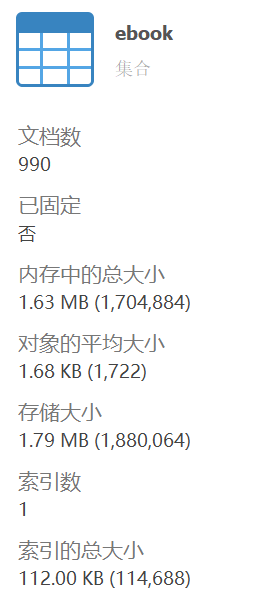 ebook
集合
文档数
990
已固定
否
内存中的总大小
1.63 MB (1,704,884)
对象的平均大小
1.68 KB (1,722)
存储大小
1.79 MB (1,880,064)
索引数
1
索引的总大小
112.00 KB (114,688)